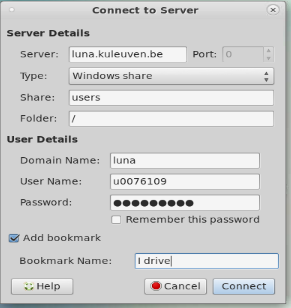 Connect to Server
Server Details
Server: luna.kuleuven.be Port: 0
Type: Windows share
Share: users
Folder: /
User Details
Domain Name: luna
User Name: u0076109
Password: ●●●●●●●●●
Remember this password
Add bookmark
Bookmark Name: I drive
Help Cancel Connect